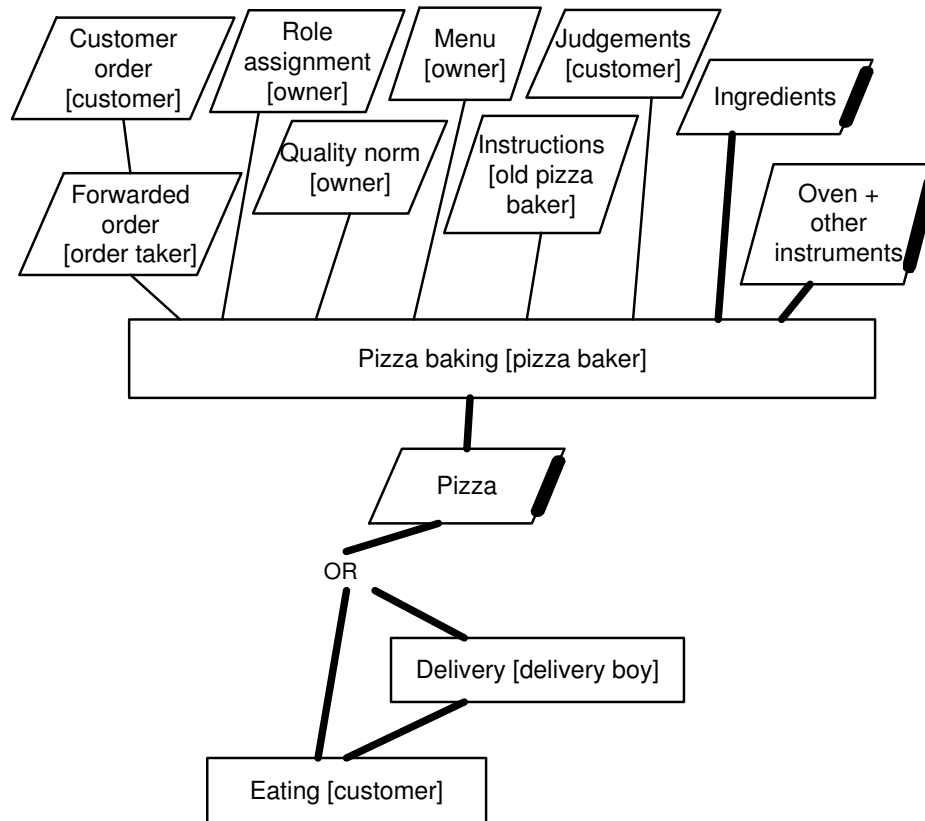 Customer
order
[customer]
Role
assignment
[owner]
Menu
[owner]
Judgements
[customer]
Ingredients
Quality norm
[owner]
Instructions
[old pizza
baker]
Forwarded
order
[order taker]
Oven +
other
instruments
Pizza baking [pizza baker]
Pizza
OR
Delivery [delivery boy]
Eating [customer]